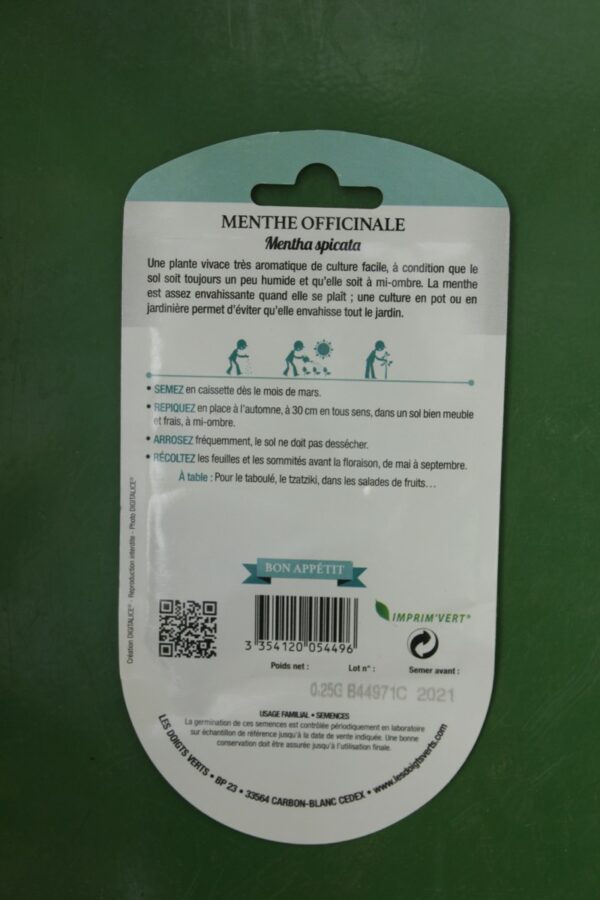 MENTHE OFFICINALE
Mentha spicata
Une plante vivace très aromatique de culture facile, à condition que le
sol soit toujours un peu humide et qu'elle soit à mi-ombre. La menthe
est assez envahissante quand elle se plaît ; une culture en pot ou en
jardinière permet d'éviter qu'elle envahisse tout le jardin.
• SEMEZ en caissette dès le mois de mars.
• REPIQUEZ en place à l'automne, à 30 cm en tous sens, dans un sol bien meuble
et frais, à mi-ombre.
• ARROSEZ fréquemment, le sol ne doit pas dessécher.
• RÉCOLTEZ les feuilles et les sommités avant la floraison, de mai à septembre.
À table : Pour le taboulé, le tzatziki, dans les salades de fruits…
Création DIGITALICE® - Reproduction interdite - Photo DIGITALICE®
BON APPÉTIT
3 354120 054496
IMPRIM'VERT®
Poids net : Lot n° : Semer avant :
0.25G B44971C 2021
USAGE FAMILIAL • SEMENCES
La germination de ces semences est contrôlée périodiquement en laboratoire
sur échantillon de référence jusqu'à la date de vente indiquée. Une bonne
conservation doit être assurée jusqu'à l'utilisation finale.
LES DOIGTS VERTS • BP 23 • 33564 CARBON-BLANC CEDEX • www.lesdoigtsverts.com